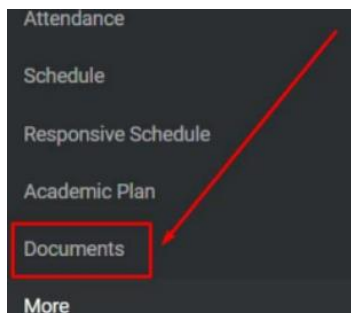 Attendance
Schedule
Responsive Schedule
Academic Plan
Documents
More